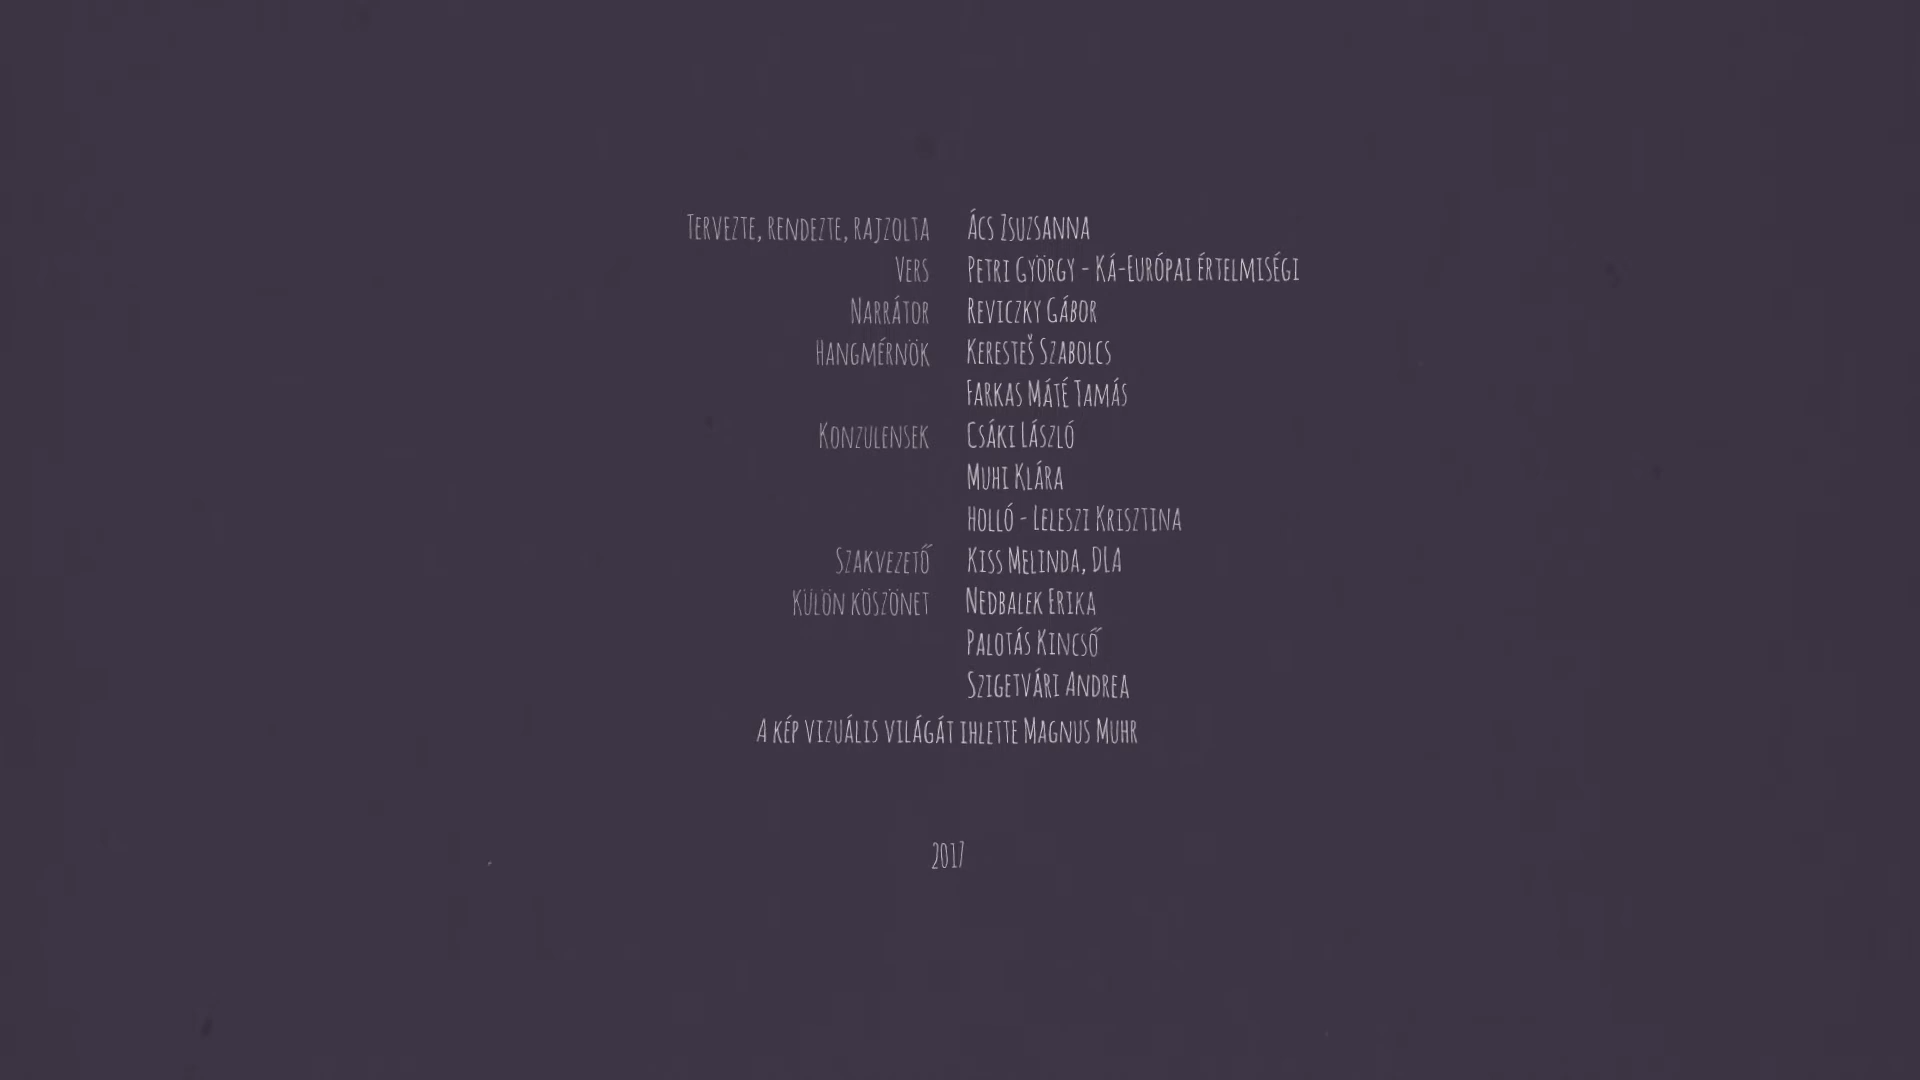 Tervezte, rendezte, rajzolta Ács Zsuzsanna
Vers Petri György - Ká-Európai értelmiségi
Narrátor Reviczky Gábor
Hangmérnök Keresteš Szabolcs
Farkas Máté Tamás
Konzulensek Csáki László
Muhi Klára
Holló - Leleszi Krisztina
Szakvezető Kiss Melinda, DLA
Külön köszönet Nedbalek Erika
Palotás Kincső
Szigetvári Andrea
A kép vizuális világát ihlette Magnus Muhr
2017